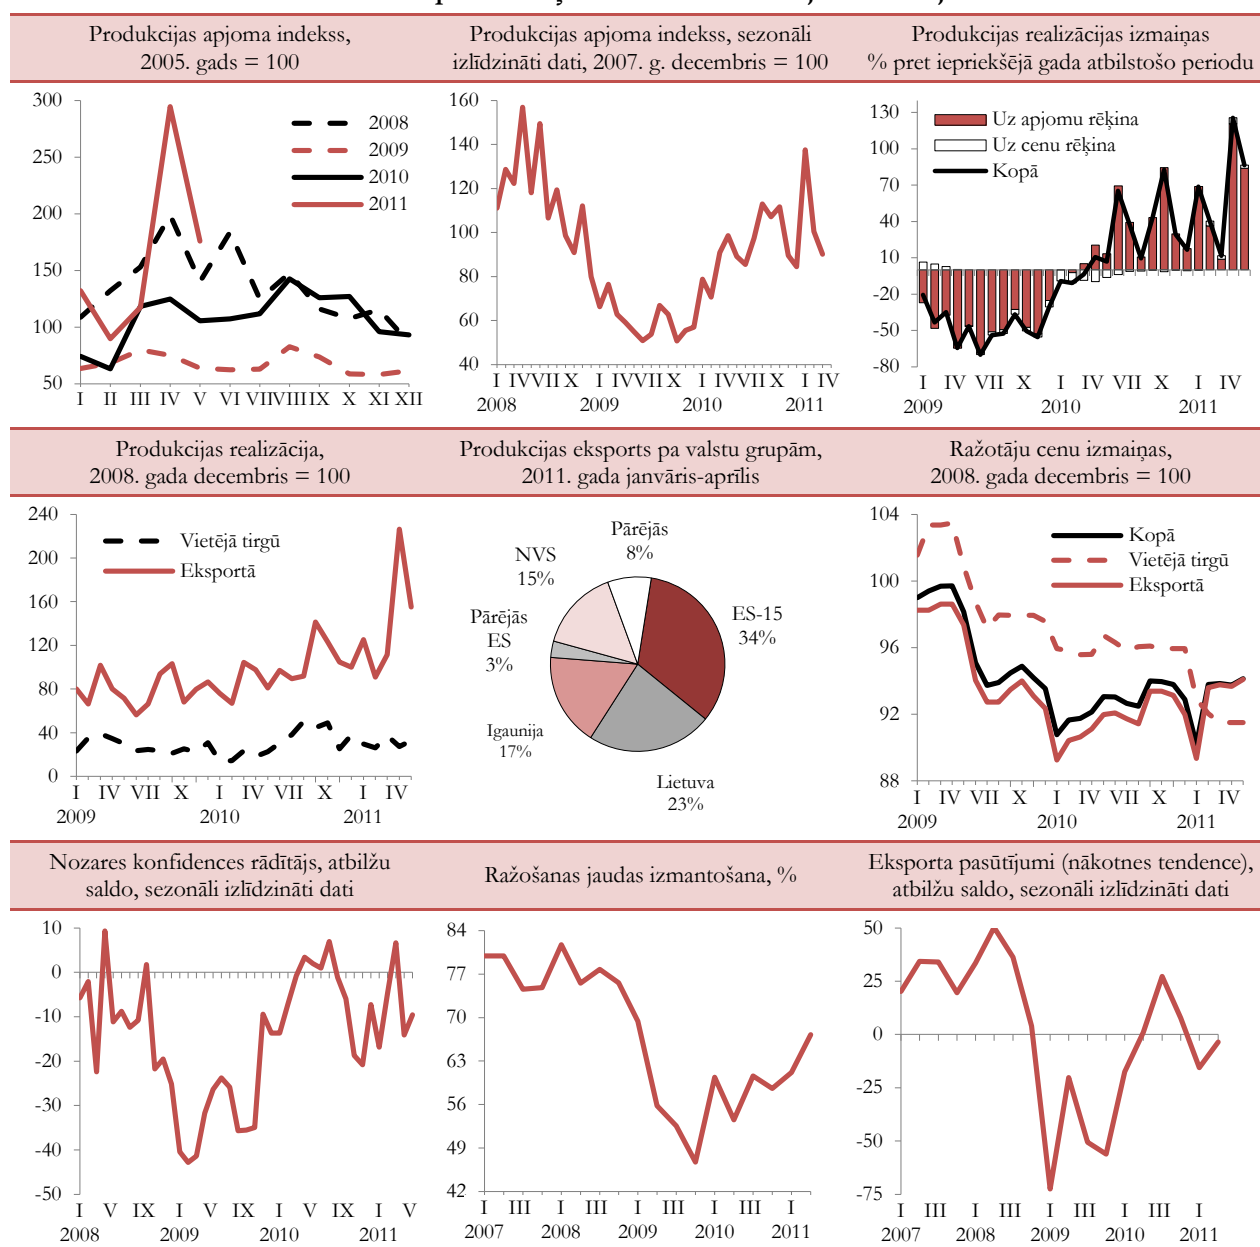 Produkcijas apjoma indekss,
2005. gads = 100
Produkcijas apjoma indekss, sezonāli
izlīdzināti dati, 2007. g. decembris = 100
Produkcijas realizācijas izmaiņas
% pret iepriekšējā gada atbilstošo periodu
300
250
200
150
100
50
2008
2009
2010
2011
I II III IV V VI VII VIII IX X XI XII
160
140
120
100
80
60
40
I IV VII X I IV VII X I IV VII X I IV
2008 2009 2010 2011
130
100
70
40
10
-20
-50
-80
Uz apjomu rēķina
Uz cenu rēķina
Kopā
I IV VII X I IV VII X I IV
2009 2010 2011
Produkcijas realizācija,
2008. gada decembris = 100
Produkcijas eksports pa valstu grupām,
2011. gada janvāris-aprīlis
Ražotāju cenu izmaiņas,
2008. gada decembris = 100
240
200
160
120
80
40
0
Vietējā tirgū
Eksportā
I IV VII X I IV VII X I IV
2009 2010 2011
Pārējās
8%
NVS
15%
ES-15
34%
Pārējās
ES
3%
Igaunija
17%
Lietuva
23%
104
100
96
92
88
Kopā
Vietējā tirgū
Eksportā
I IV VII X I IV VII X I IV
2009 2010 2011
Nozares konfidences rādītājs, atbilžu
saldo, sezonāli izlīdzināti dati
Ražošanas jaudas izmantošana, %
Eksporta pasūtījumi (nākotnes tendence),
atbilžu saldo, sezonāli izlīdzināti dati
10
0
-10
-20
-30
-40
-50
I V IX I V IX I V IX I V
2008 2009 2010 2011
84
77
70
63
56
49
42
I III I III I III I III I
2007 2008 2009 2010 2011
50
25
0
-25
-50
-75
I III I III I III I III I
2007 2008 2009 2010 2011